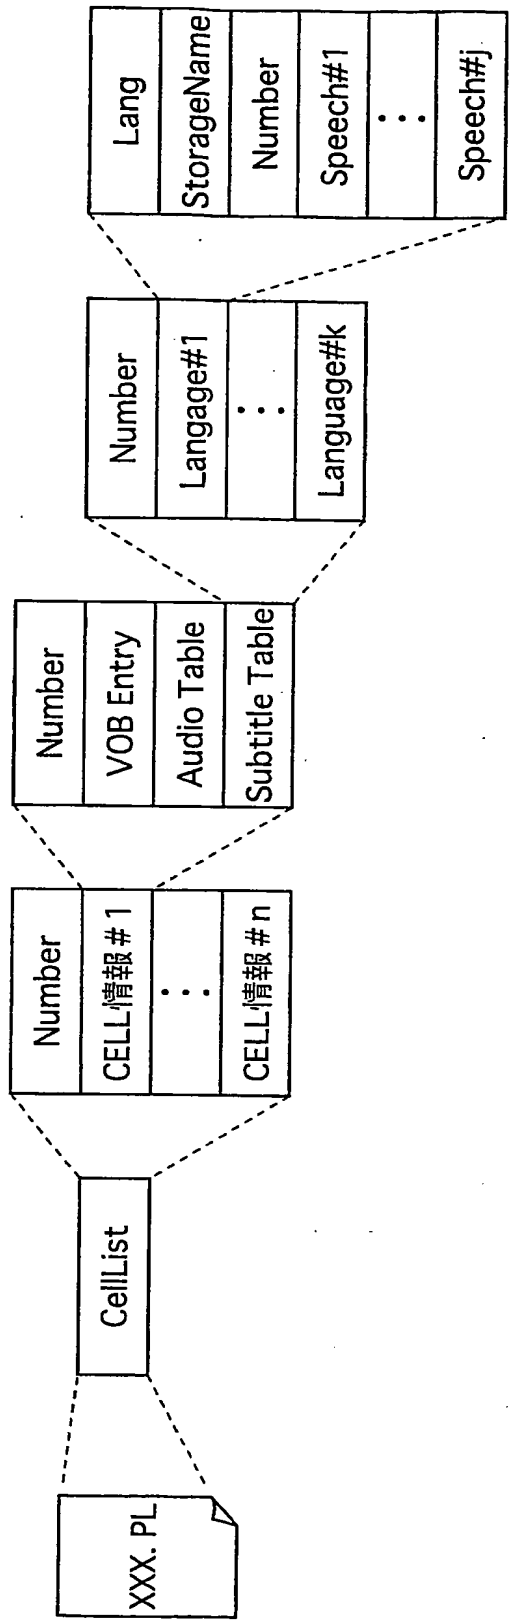 XXX. PL
CellList
Number
CELL情報#1
⋮
CELL情報#n
Number
VOB Entry
Audio Table
Subtitle Table
Number
Langage#1
⋮
Language#k
Lang
StorageName
Number
Speech#1
⋮
Speech#j